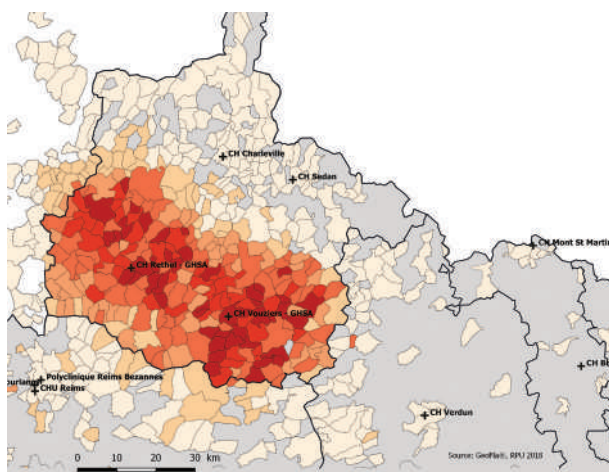 CH Charleville
CH Sedan
CH Mont St Martin
CH Rethel - GHSA
CH Vouziers - GHSA
Polyclinique Reims Bezannes
CHU Reims
CH Verdun
0 10 20 30 km
Source: GeoMaiti, RPU 2018